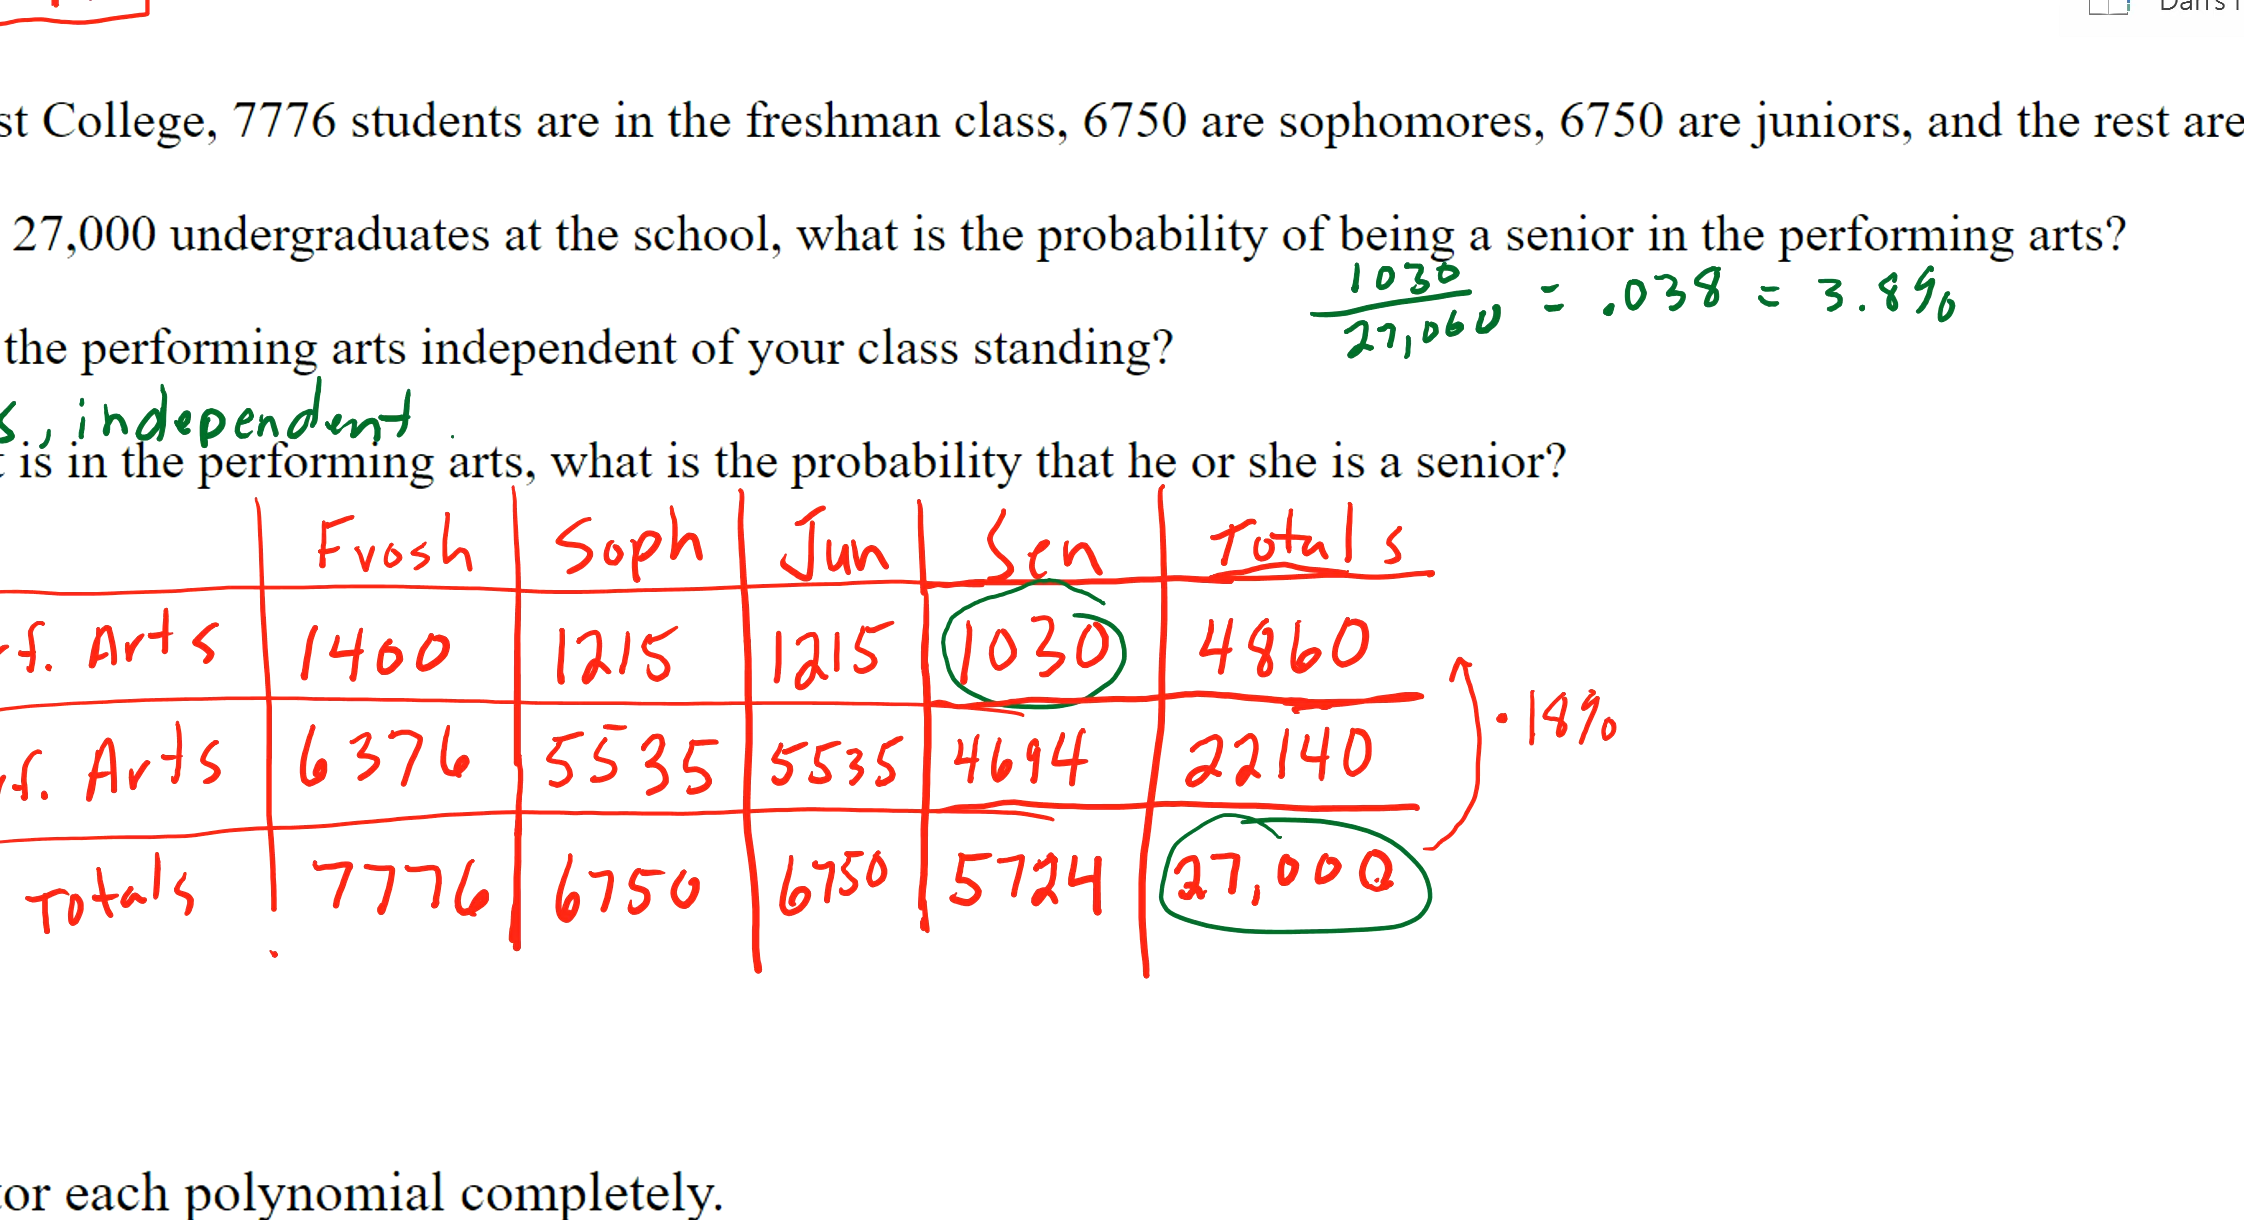 st College, 7776 students are in the freshman class, 6750 are sophomores, 6750 are juniors, and the rest are
27,000 undergraduates at the school, what is the probability of being a senior in the performing arts?
1030
27,000 = .038 = 3.8%
the performing arts independent of your class standing?
s, independent.
is in the performing arts, what is the probability that he or she is a senior?
Frosh Soph Jun Sen Totals
f. Arts 1400 1215 1215 1030 4860
f. Arts 6376 5535 5535 4694 22140
· 18%
Totals 7776 6750 6750 5724 27,000
or each polynomial completely.